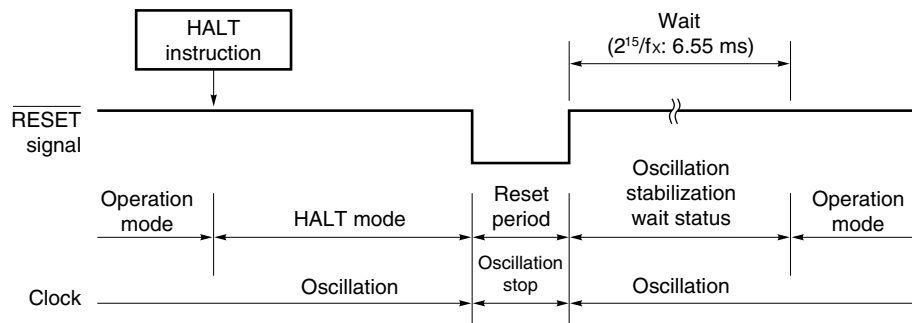 HALT
instruction
Wait
(2¹⁵/fx: 6.55 ms)
RESET
signal
Operation
mode
HALT mode
Reset
period
Oscillation
stabilization
wait status
Operation
mode
Clock
Oscillation
Oscillation
stop
Oscillation